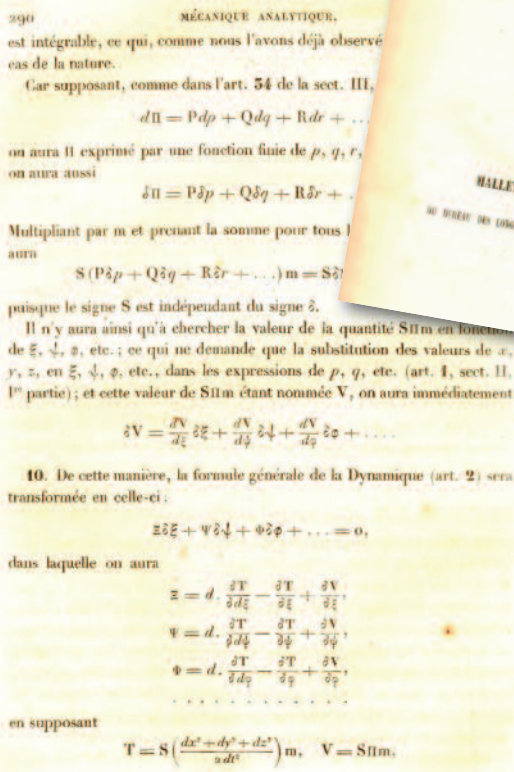 290 MÉCANIQUE ANALYTIQUE.
est intégrable, ce qui, comme nous l'avons déjà observé
cas de la nature.
Car supposant, comme dans l'art. 34 de la sect. III,
dΠ = Pdp + Qdq + Rdr + ...
on aura Π exprimé par une fonction finie de p, q, r,
on aura aussi
δΠ = Pδp + Qδq + Rδr + .
Multipliant par m et prenant la somme pour tous
aura
S(Pδp + Qδq + Rδr + ...)m = Sδ
puisque le signe S est indépendant du signe δ.
Il n'y aura ainsi qu'à chercher la valeur de la quantité SΠm en fonction
de ξ, ψ, φ, etc.; ce qui ne demande que la substitution des valeurs de x,
y, z, en ξ, ψ, φ, etc., dans les expressions de p, q, etc. (art. 1, sect. II,
Iʳᵉ partie); et cette valeur de SΠm étant nommée V, on aura immédiatement
δV = dV/dξ δξ + dV/dψ δψ + dV/dφ δφ + ....
10. De cette manière, la formule générale de la Dynamique (art. 2) sera
transformée en celle-ci.
Ξδξ + Ψδψ + Φδφ + ... = 0,
dans laquelle on aura
Ξ = d. δT/δdξ − δT/δξ + δV/δξ,
Ψ = d. δT/δdψ − δT/δψ + δV/δψ,
Φ = d. δT/δdφ − δT/δφ + δV/δφ,
. . . . . . . . . . .
en supposant
T = S((dx² + dy² + dz²)/2dt²)m, V = SΠm.
MALLE
DU BUREAU DES LONG